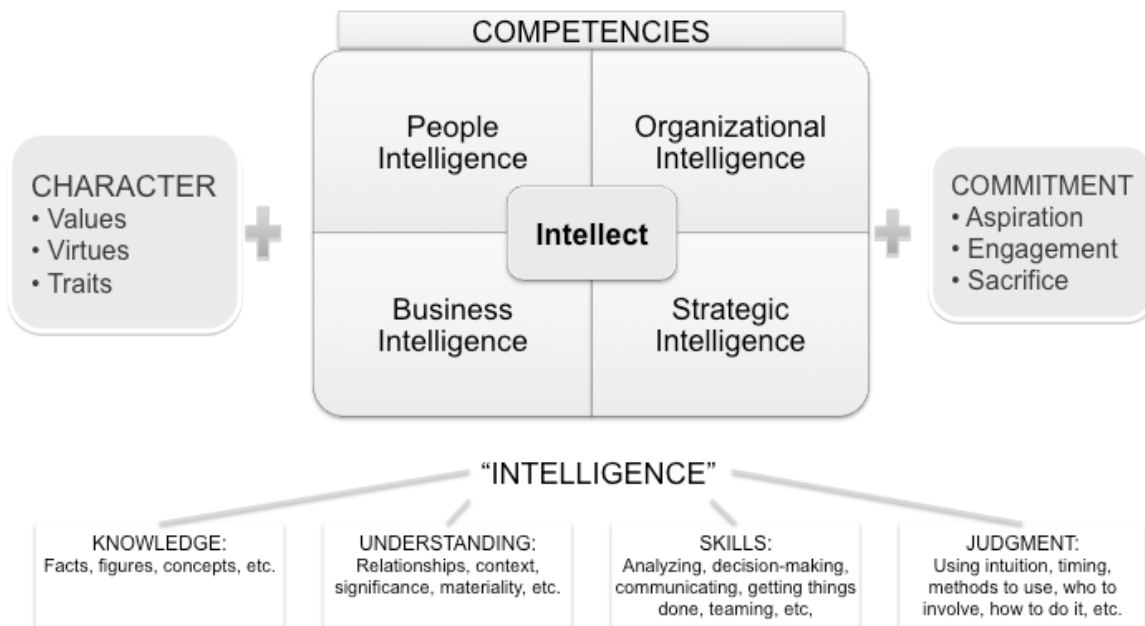 COMPETENCIES
People
Intelligence
Organizational
Intelligence
CHARACTER
• Values
• Virtues
• Traits
Intellect
COMMITMENT
• Aspiration
• Engagement
• Sacrifice
Business
Intelligence
Strategic
Intelligence
“INTELLIGENCE”
KNOWLEDGE:
Facts, figures, concepts, etc.
UNDERSTANDING:
Relationships, context,
significance, materiality, etc.
SKILLS:
Analyzing, decision-making,
communicating, getting things
done, teaming, etc,
JUDGMENT:
Using intuition, timing,
methods to use, who to
involve, how to do it, etc.